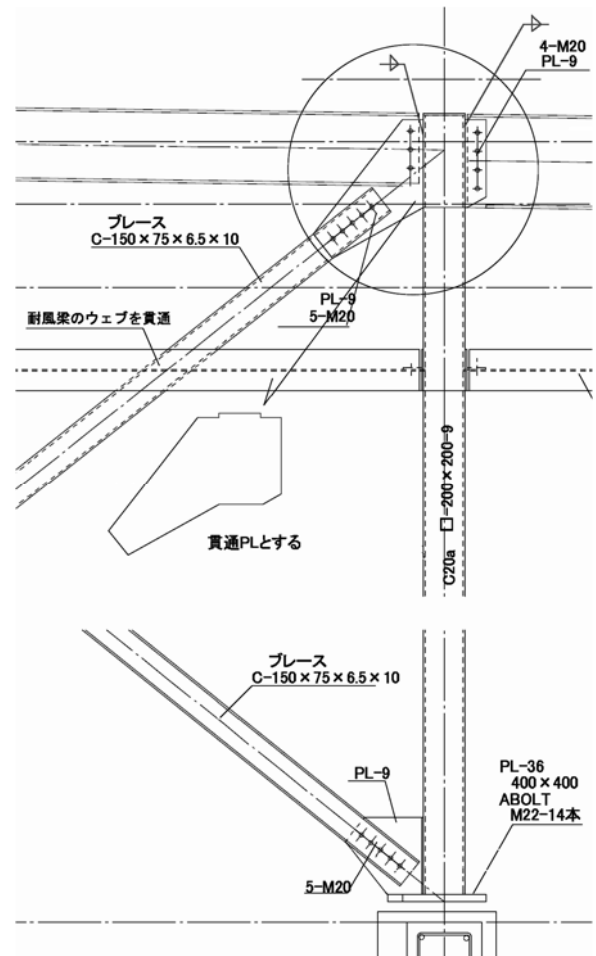 4-M20
PL-9
ブレース
C-150×75×6.5×10
PL-9
5-M20
耐風梁のウェブを貫通
貫通PLとする
C20a □-200×200-9
ブレース
C-150×75×6.5×10
PL-9
PL-36
400×400
ABOLT
M22-14本
5-M20